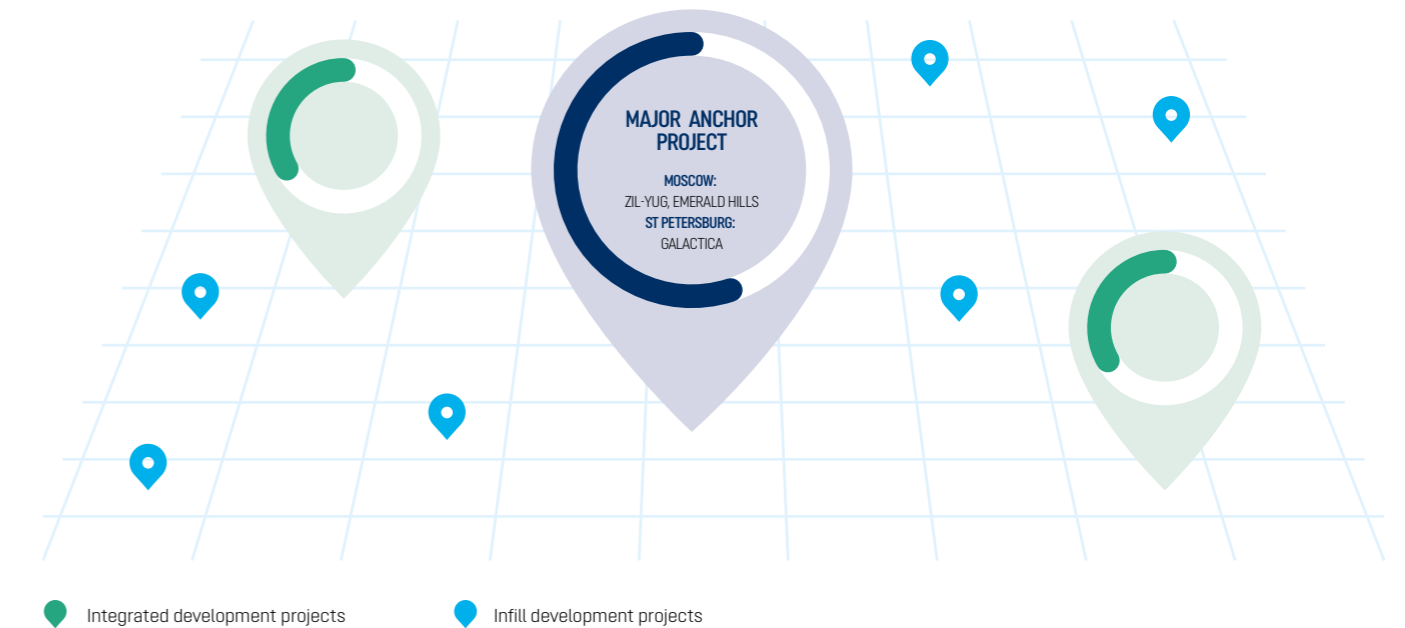 MAJOR ANCHOR
PROJECT
MOSCOW:
ZIL-YUG, EMERALD HILLS
ST PETERSBURG:
GALACTICA
Integrated development projects
Infill development projects